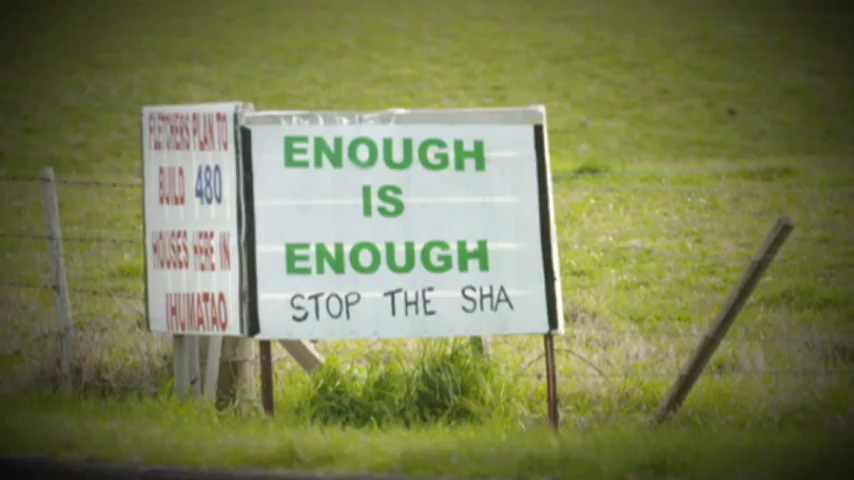 FLETCHERS PLAN TO
BUILD 480
HOUSES HERE IN
IHUMATAO
ENOUGH
IS
ENOUGH
STOP THE SHA